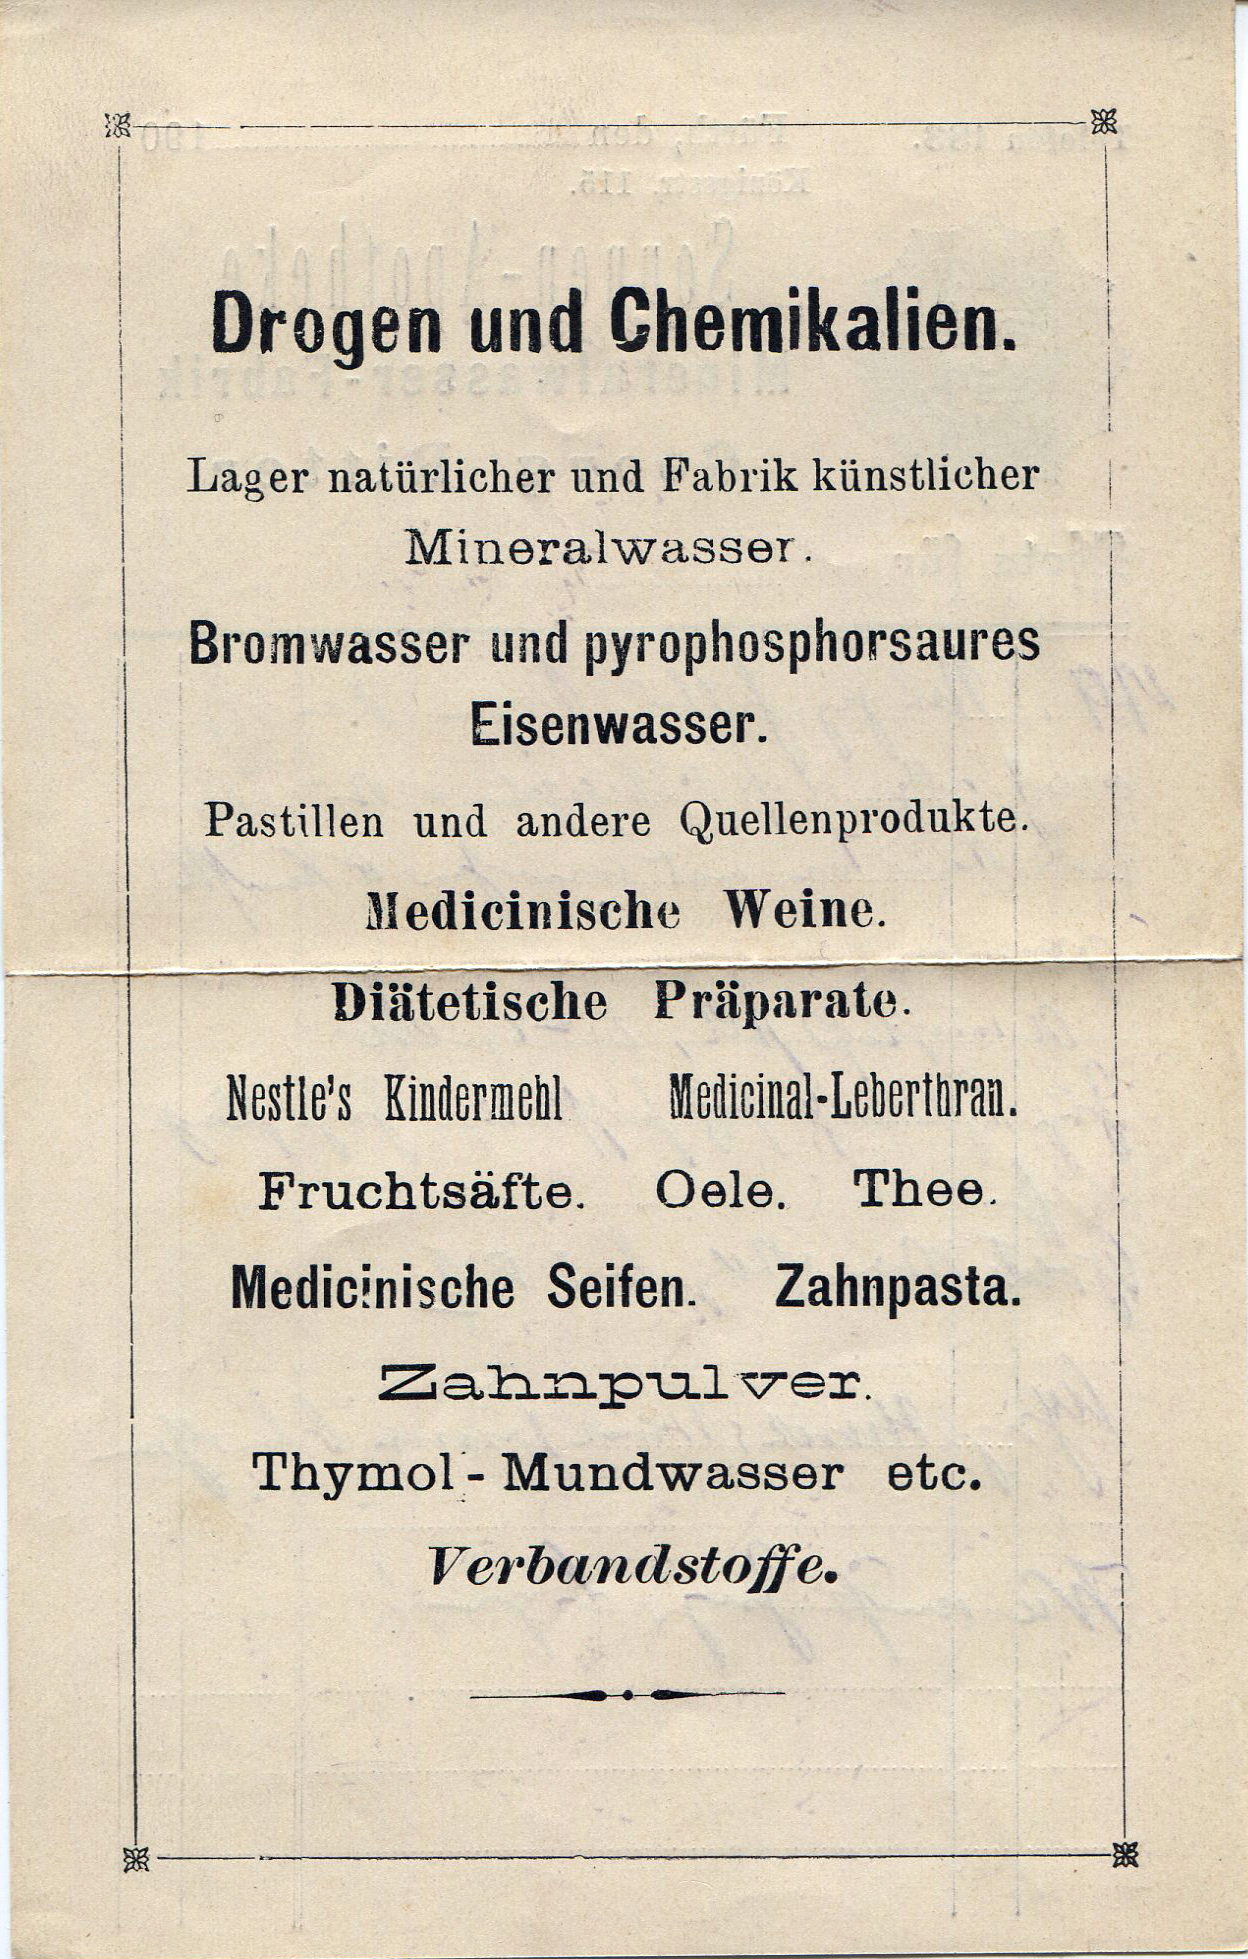 Drogen und Chemikalien.
Lager natürlicher und Fabrik künstlicher
Mineralwasser.
Bromwasser und pyrophosphorsaures
Eisenwasser.
Pastillen und andere Quellenprodukte.
Medicinische Weine.
Diätetische Präparate.
Nestle's Kindermehl Medicinal-Leberthran.
Fruchtsäfte. Oele. Thee.
Medicinische Seifen. Zahnpasta.
Zahnpulver.
Thymol-Mundwasser etc.
Verbandstoffe.